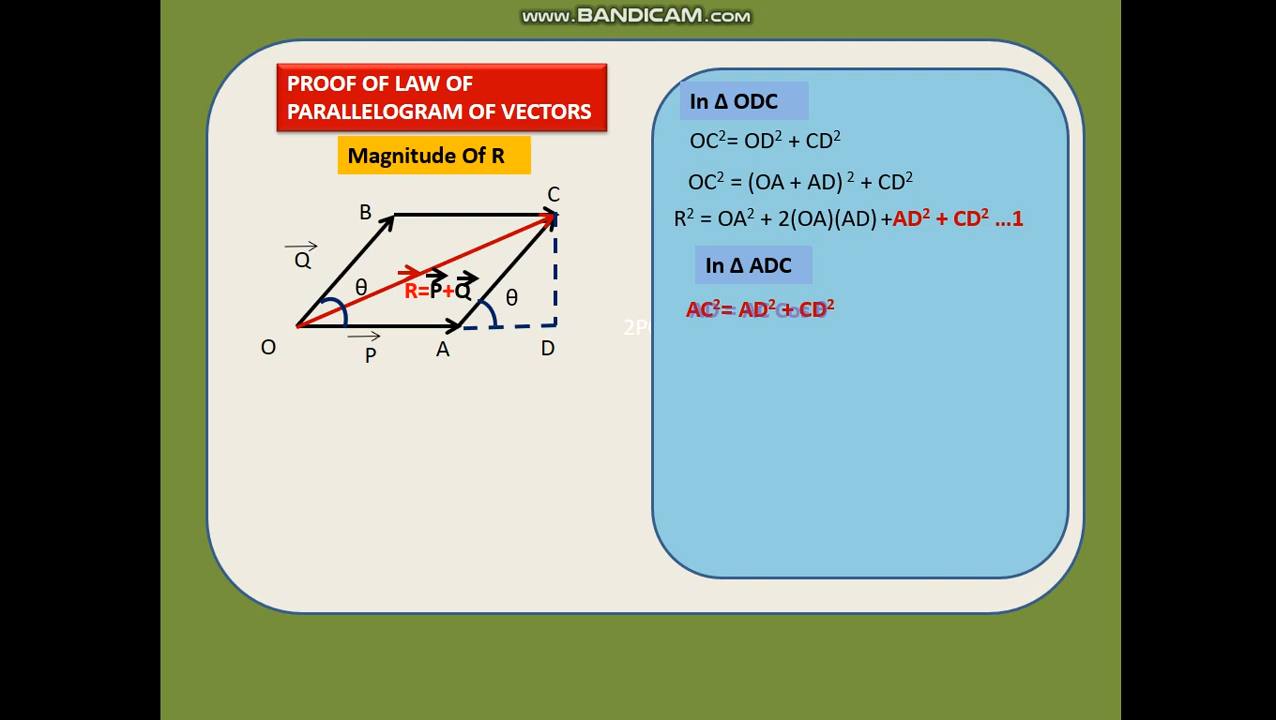 www.BANDICAM.com
PROOF OF LAW OF
PARALLELOGRAM OF VECTORS
Magnitude Of R
B
C
Q
θ
R=P+Q
θ
O
P
A
D
2P
In Δ ODC
OC²= OD² + CD²
OC² = (OA + AD) ² + CD²
R² = OA² + 2(OA)(AD) +AD² + CD² ...1
In Δ ADC
AC²= AD² + CD²